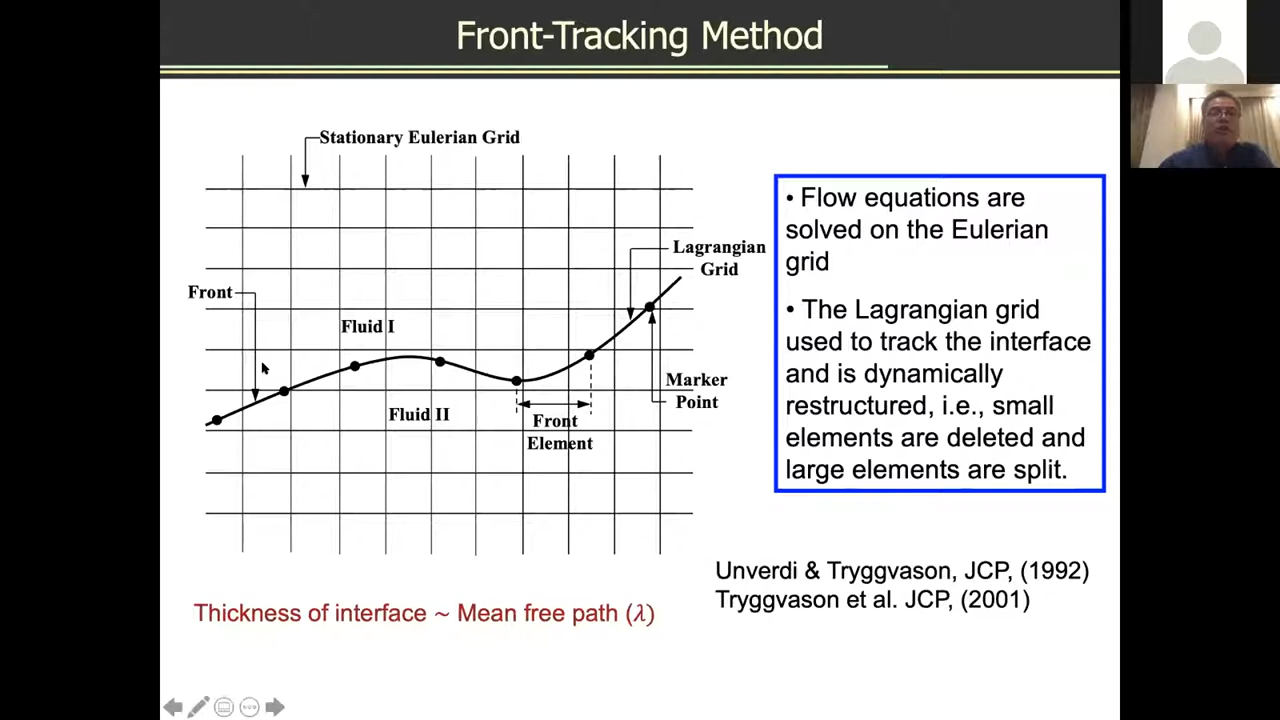 Front-Tracking Method
Stationary Eulerian Grid
Lagrangian
Grid
Front
Fluid I
Marker
Point
Fluid II
Front
Element
• Flow equations are
solved on the Eulerian
grid
• The Lagrangian grid
used to track the interface
and is dynamically
restructured, i.e., small
elements are deleted and
large elements are split.
Unverdi & Tryggvason, JCP, (1992)
Tryggvason et al. JCP, (2001)
Thickness of interface ~ Mean free path (λ)